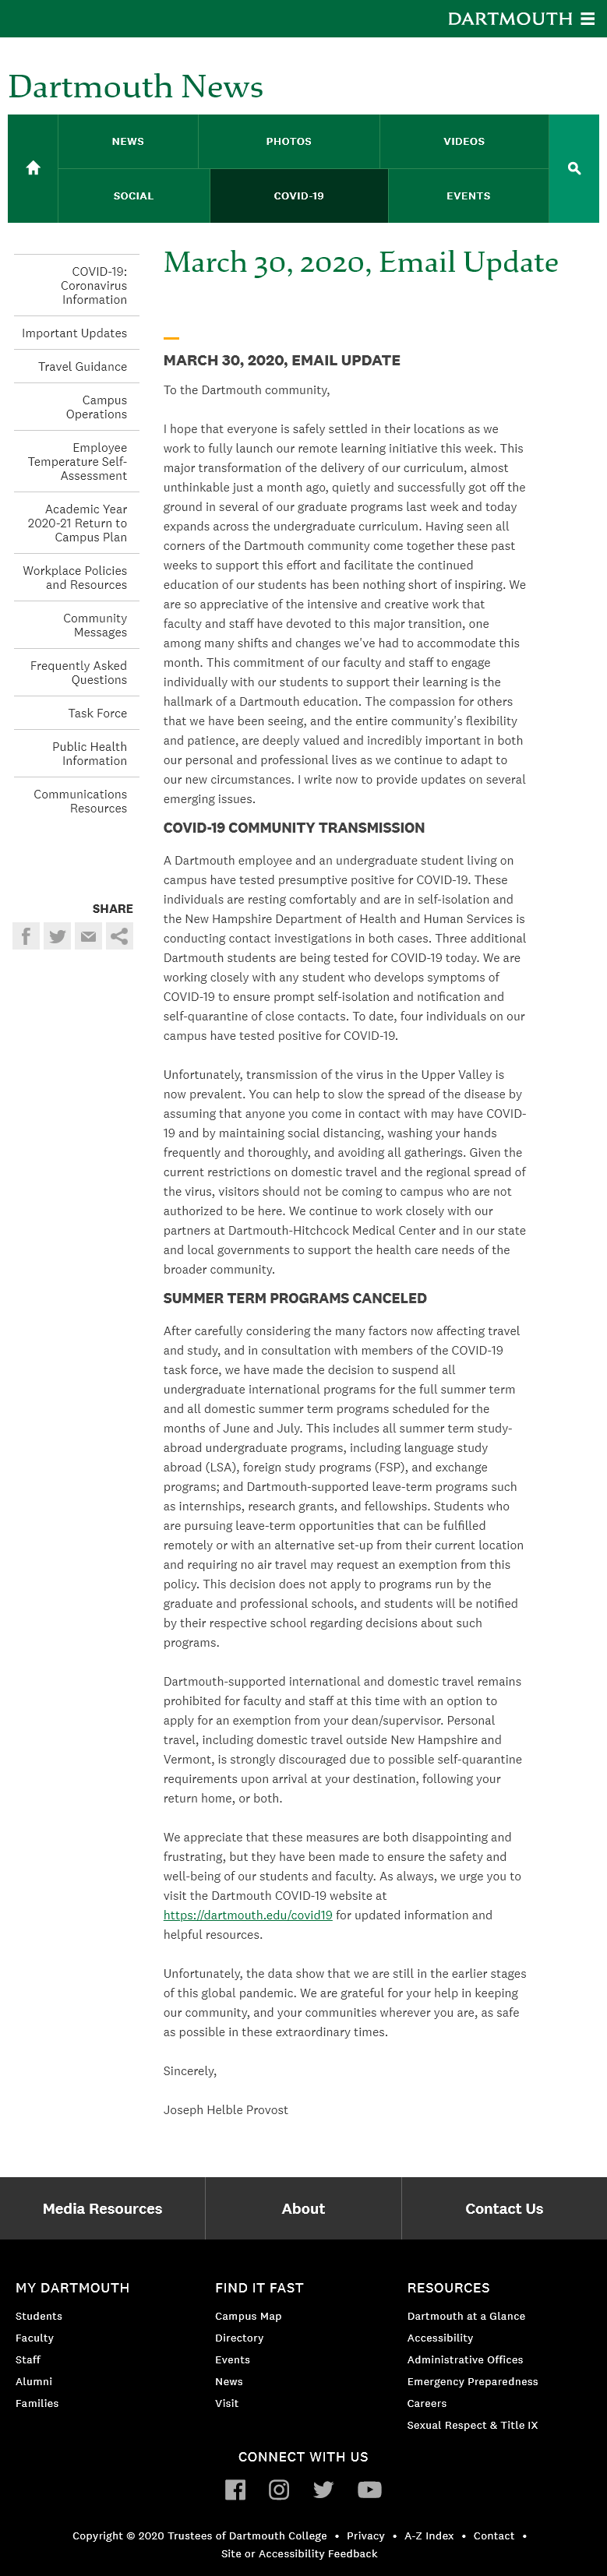 DARTMOUTH
Dartmouth News
NEWS
PHOTOS
VIDEOS
SOCIAL
COVID-19
EVENTS
COVID-19:
Coronavirus
Information
Important Updates
Travel Guidance
Campus
Operations
Employee
Temperature Self-
Assessment
Academic Year
2020-21 Return to
Campus Plan
Workplace Policies
and Resources
Community
Messages
Frequently Asked
Questions
Task Force
Public Health
Information
Communications
Resources
SHARE
March 30, 2020, Email Update
MARCH 30, 2020, EMAIL UPDATE
To the Dartmouth community,
I hope that everyone is safely settled in their locations as we
work to fully launch our remote learning initiative this week. This
major transformation of the delivery of our curriculum, almost
unthinkable just a month ago, quietly and successfully got off the
ground in several of our graduate programs last week and today
expands across the undergraduate curriculum. Having seen all
corners of the Dartmouth community come together these past
weeks to support this effort and facilitate the continued
education of our students has been nothing short of inspiring. We
are so appreciative of the intensive and creative work that
faculty and staff have devoted to this major transition, one
among many shifts and changes we've had to accommodate this
month. This commitment of our faculty and staff to engage
individually with our students to support their learning is the
hallmark of a Dartmouth education. The compassion for others
that we have been seeing, and the entire community's flexibility
and patience, are deeply valued and incredibly important in both
our personal and professional lives as we continue to adapt to
our new circumstances. I write now to provide updates on several
emerging issues.
COVID-19 COMMUNITY TRANSMISSION
A Dartmouth employee and an undergraduate student living on
campus have tested presumptive positive for COVID-19. These
individuals are resting comfortably and are in self-isolation and
the New Hampshire Department of Health and Human Services is
conducting contact investigations in both cases. Three additional
Dartmouth students are being tested for COVID-19 today. We are
working closely with any student who develops symptoms of
COVID-19 to ensure prompt self-isolation and notification and
self-quarantine of close contacts. To date, four individuals on our
campus have tested positive for COVID-19.
Unfortunately, transmission of the virus in the Upper Valley is
now prevalent. You can help to slow the spread of the disease by
assuming that anyone you come in contact with may have COVID-
19 and by maintaining social distancing, washing your hands
frequently and thoroughly, and avoiding all gatherings. Given the
current restrictions on domestic travel and the regional spread of
the virus, visitors should not be coming to campus who are not
authorized to be here. We continue to work closely with our
partners at Dartmouth-Hitchcock Medical Center and in our state
and local governments to support the health care needs of the
broader community.
SUMMER TERM PROGRAMS CANCELED
After carefully considering the many factors now affecting travel
and study, and in consultation with members of the COVID-19
task force, we have made the decision to suspend all
undergraduate international programs for the full summer term
and all domestic summer term programs scheduled for the
months of June and July. This includes all summer term study-
abroad undergraduate programs, including language study
abroad (LSA), foreign study programs (FSP), and exchange
programs; and Dartmouth-supported leave-term programs such
as internships, research grants, and fellowships. Students who
are pursuing leave-term opportunities that can be fulfilled
remotely or with an alternative set-up from their current location
and requiring no air travel may request an exemption from this
policy. This decision does not apply to programs run by the
graduate and professional schools, and students will be notified
by their respective school regarding decisions about such
programs.
Dartmouth-supported international and domestic travel remains
prohibited for faculty and staff at this time with an option to
apply for an exemption from your dean/supervisor. Personal
travel, including domestic travel outside New Hampshire and
Vermont, is strongly discouraged due to possible self-quarantine
requirements upon arrival at your destination, following your
return home, or both.
We appreciate that these measures are both disappointing and
frustrating, but they have been made to ensure the safety and
well-being of our students and faculty. As always, we urge you to
visit the Dartmouth COVID-19 website at
https://dartmouth.edu/covid19 for updated information and
helpful resources.
Unfortunately, the data show that we are still in the earlier stages
of this global pandemic. We are grateful for your help in keeping
our community, and your communities wherever you are, as safe
as possible in these extraordinary times.
Sincerely,
Joseph Helble Provost
Media Resources
About
Contact Us
MY DARTMOUTH
Students
Faculty
Staff
Alumni
Families
FIND IT FAST
Campus Map
Directory
Events
News
Visit
RESOURCES
Dartmouth at a Glance
Accessibility
Administrative Offices
Emergency Preparedness
Careers
Sexual Respect & Title IX
CONNECT WITH US
Copyright © 2020 Trustees of Dartmouth College • Privacy • A-Z Index • Contact •
Site or Accessibility Feedback